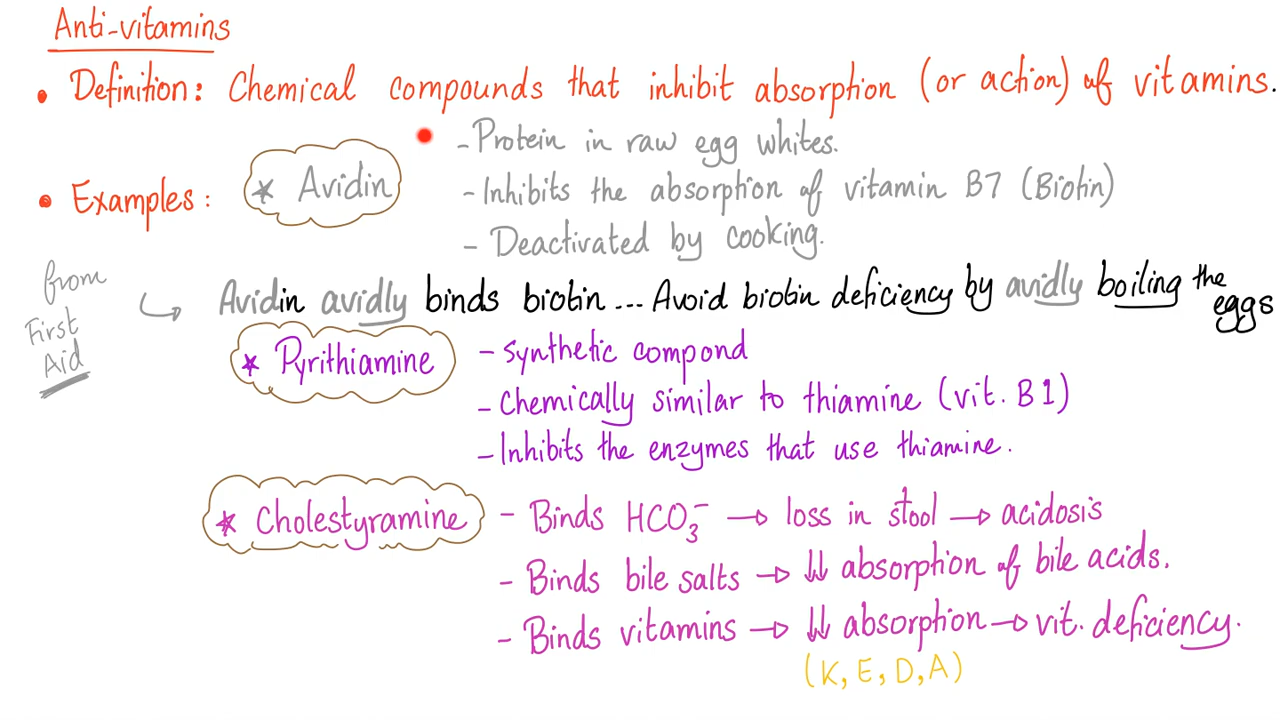 Anti-vitamins
• Definition: Chemical compounds that inhibit absorption (or action) of vitamins.
• Examples:
* Avidin
- Protein in raw egg whites.
- Inhibits the absorption of vitamin B7 (Biotin)
- Deactivated by cooking.
from
First
Aid
↪ Avidin avidly binds biotin ... Avoid biotin deficiency by avidly boiling the eggs
* Pyrithiamine
- Synthetic compond
- Chemically similar to thiamine (vit. B1)
- Inhibits the enzymes that use thiamine.
* Cholestyramine
- Binds HCO₃⁻ → loss in stool → acidosis
- Binds bile salts → ↓↓ absorption of bile acids.
- Binds vitamins → ↓↓ absorption → vit. deficiency.
(K, E, D, A)